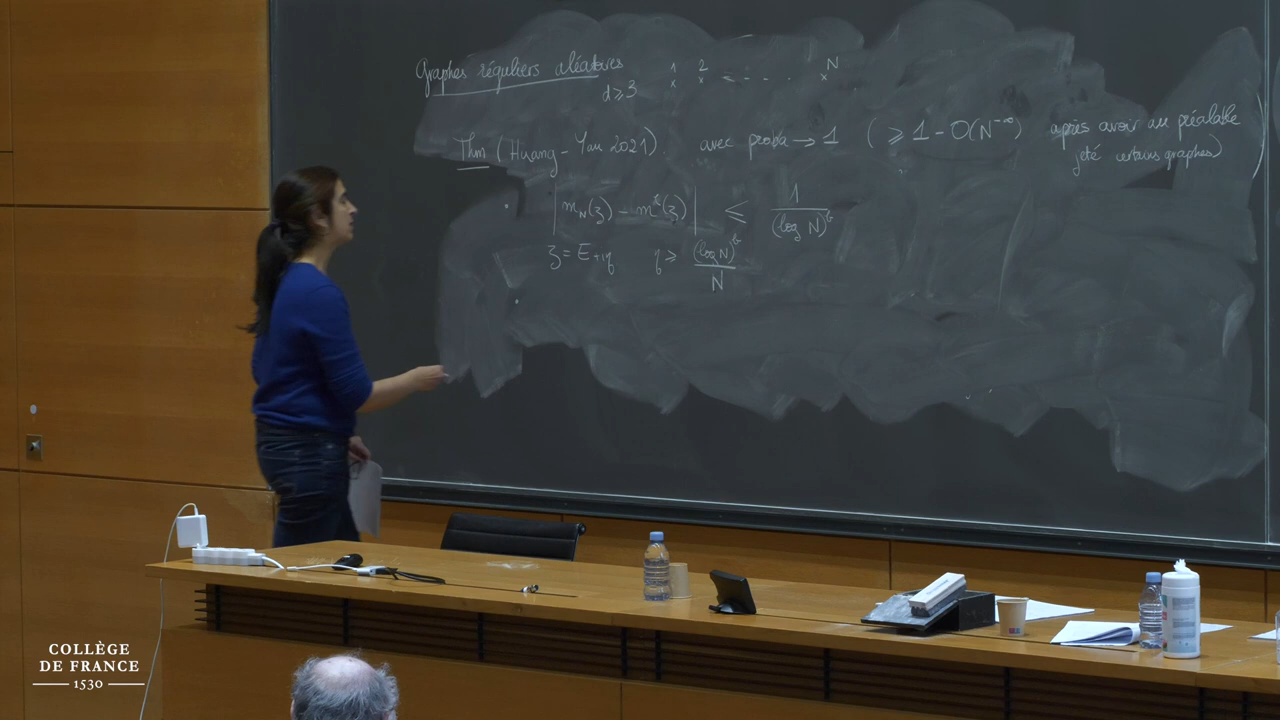 Graphes réguliers aléatoires
1 2 N
x x - - - - . x
d ≥ 3
Thm (Huang - Yau 2021) avec proba → 1 ( ≥ 1 - O(N^{-∞}) après avoir au préalable
jeté certains graphes)
| m_N(z) - m(z) | ≤ 1 / (log N)^b
z = E + iη η ≥ (log N)^b / N
COLLÈGE
DE FRANCE
1530